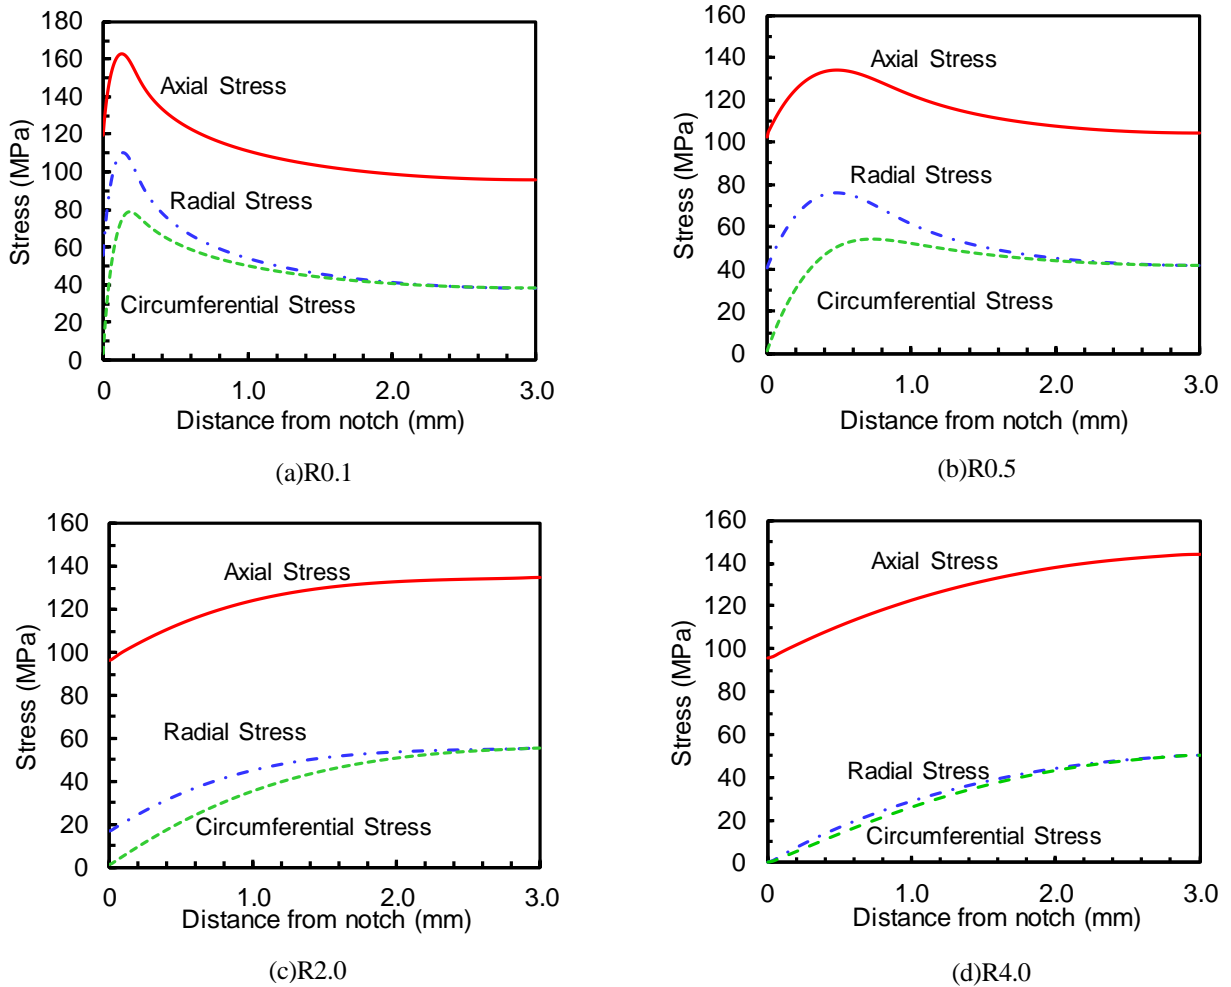 180
160
140
120
100
80
60
40
20
0
Stress (MPa)
Axial Stress
Radial Stress
Circumferential Stress
0
1.0
2.0
3.0
Distance from notch (mm)
(a)R0.1
160
140
120
100
80
60
40
20
0
Stress (MPa)
Axial Stress
Radial Stress
Circumferential Stress
0
1.0
2.0
3.0
Distance from notch (mm)
(b)R0.5
160
140
120
100
80
60
40
20
0
Stress (MPa)
Axial Stress
Radial Stress
Circumferential Stress
0
1.0
2.0
3.0
Distance from notch (mm)
(c)R2.0
160
140
120
100
80
60
40
20
0
Stress (MPa)
Axial Stress
Radial Stress
Circumferential Stress
0
1.0
2.0
3.0
Distance from notch (mm)
(d)R4.0